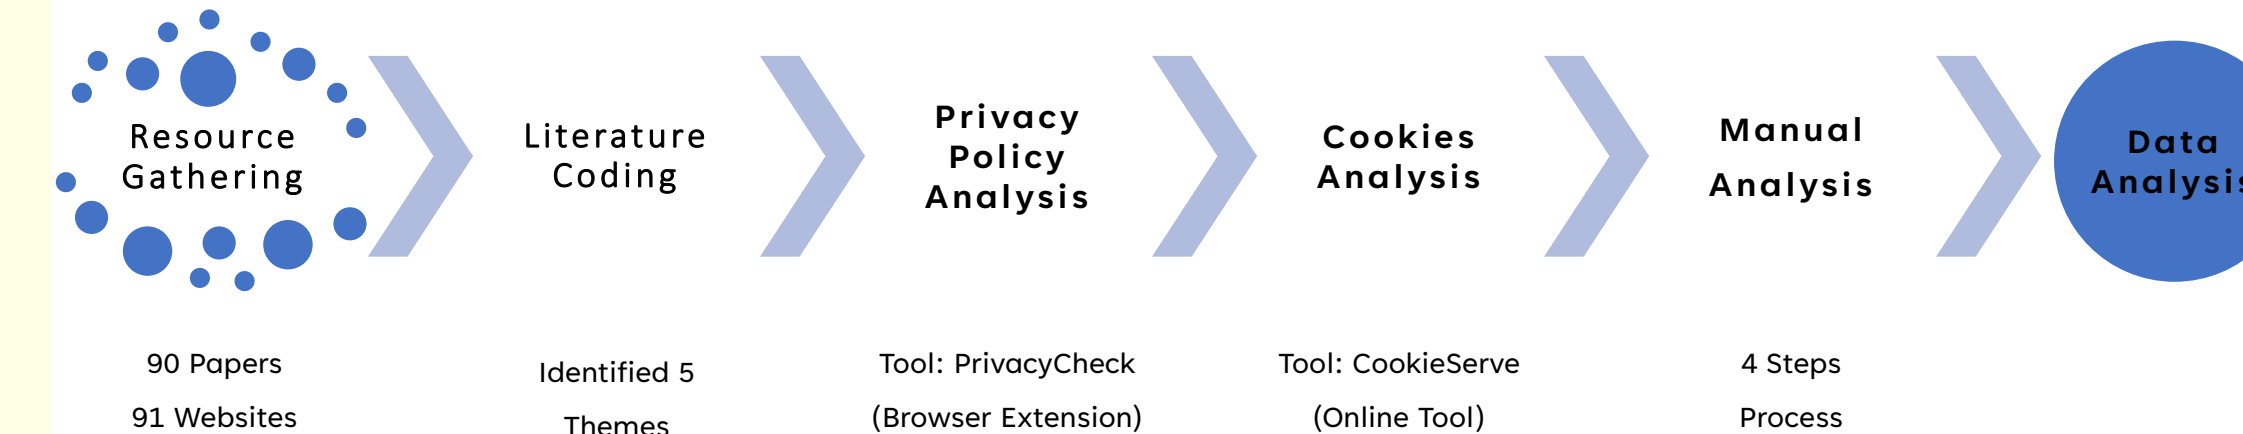 Resource
Gathering
Literature
Coding
Privacy
Policy
Analysis
Cookies
Analysis
Manual
Analysis
Data
Analysis
90 Papers
91 Websites
Identified 5
Themes
Tool: PrivacyCheck
(Browser Extension)
Tool: CookieServe
(Online Tool)
4 Steps
Process